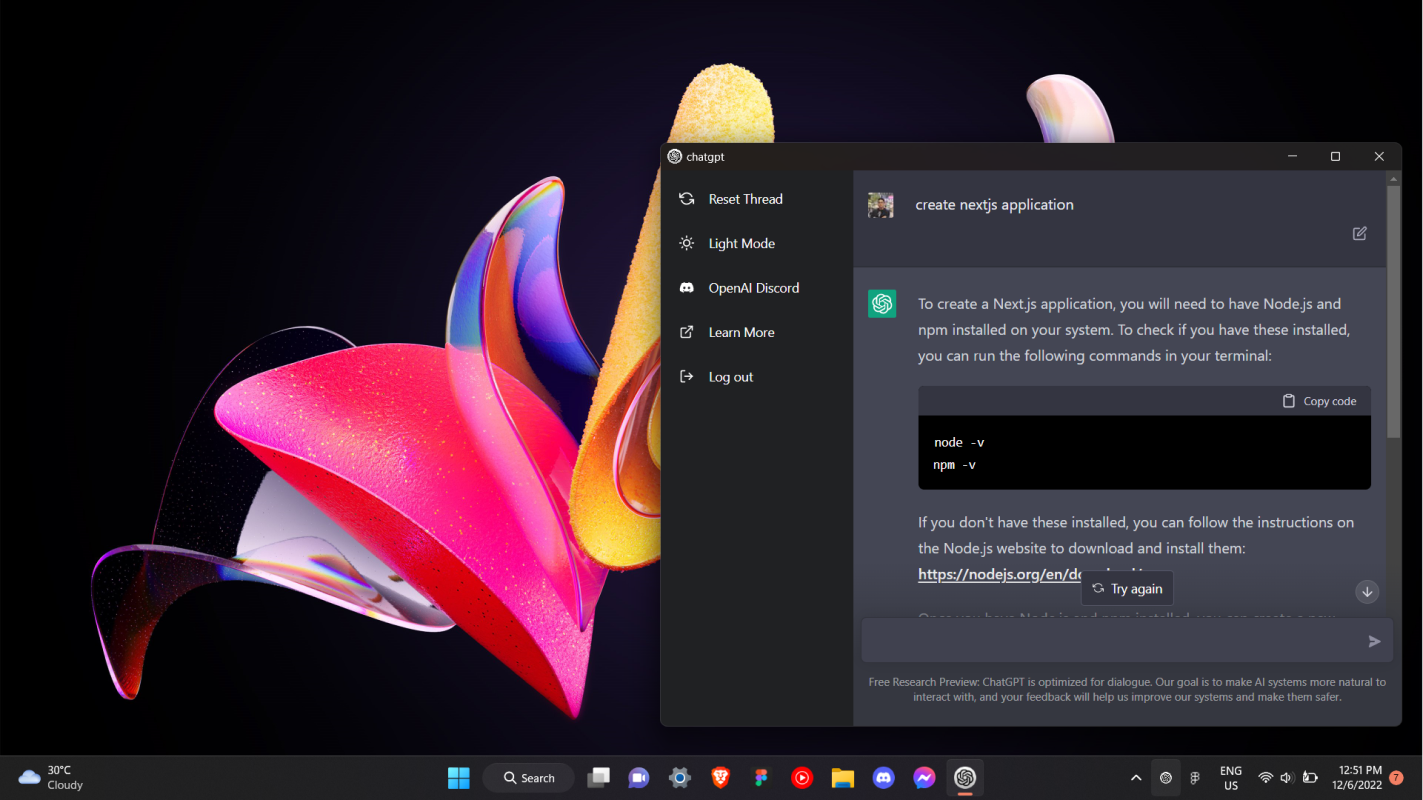 chatgpt
Reset Thread
Light Mode
OpenAI Discord
Learn More
Log out
create nextjs application
To create a Next.js application, you will need to have Node.js and
npm installed on your system. To check if you have these installed,
you can run the following commands in your terminal:
Copy code
node -v
npm -v
If you don't have these installed, you can follow the instructions on
the Node.js website to download and install them:
https://nodejs.org/en/
Try again
Free Research Preview: ChatGPT is optimized for dialogue. Our goal is to make AI systems more natural to
interact with, and your feedback will help us improve our systems and make them safer.
30°C
Cloudy
Search
ENG
US
12:51 PM
12/6/2022
7